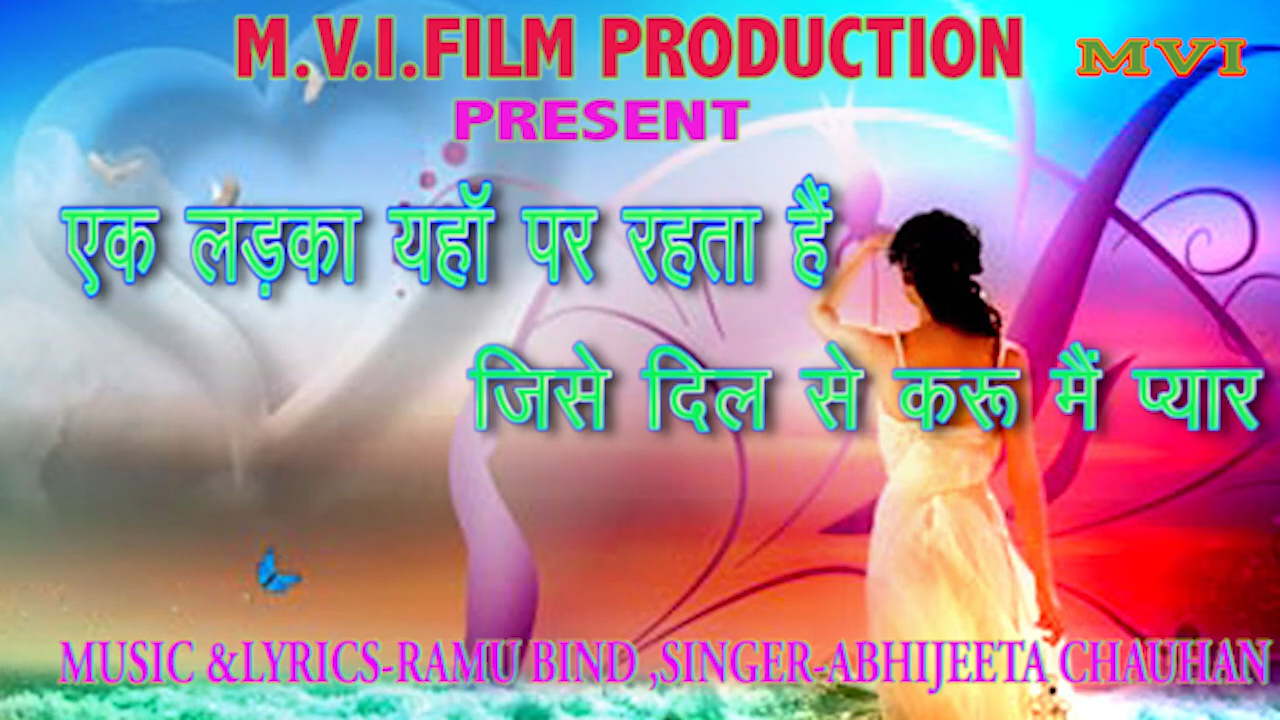 M.V.I.FILM PRODUCTION
MVI
PRESENT
एक लड़का यहॉ पर रहता हैं
जिसे दिल से करू मैं प्यार
MUSIC &LYRICS-RAMU BIND ,SINGER-ABHIJEETA CHAUHAN